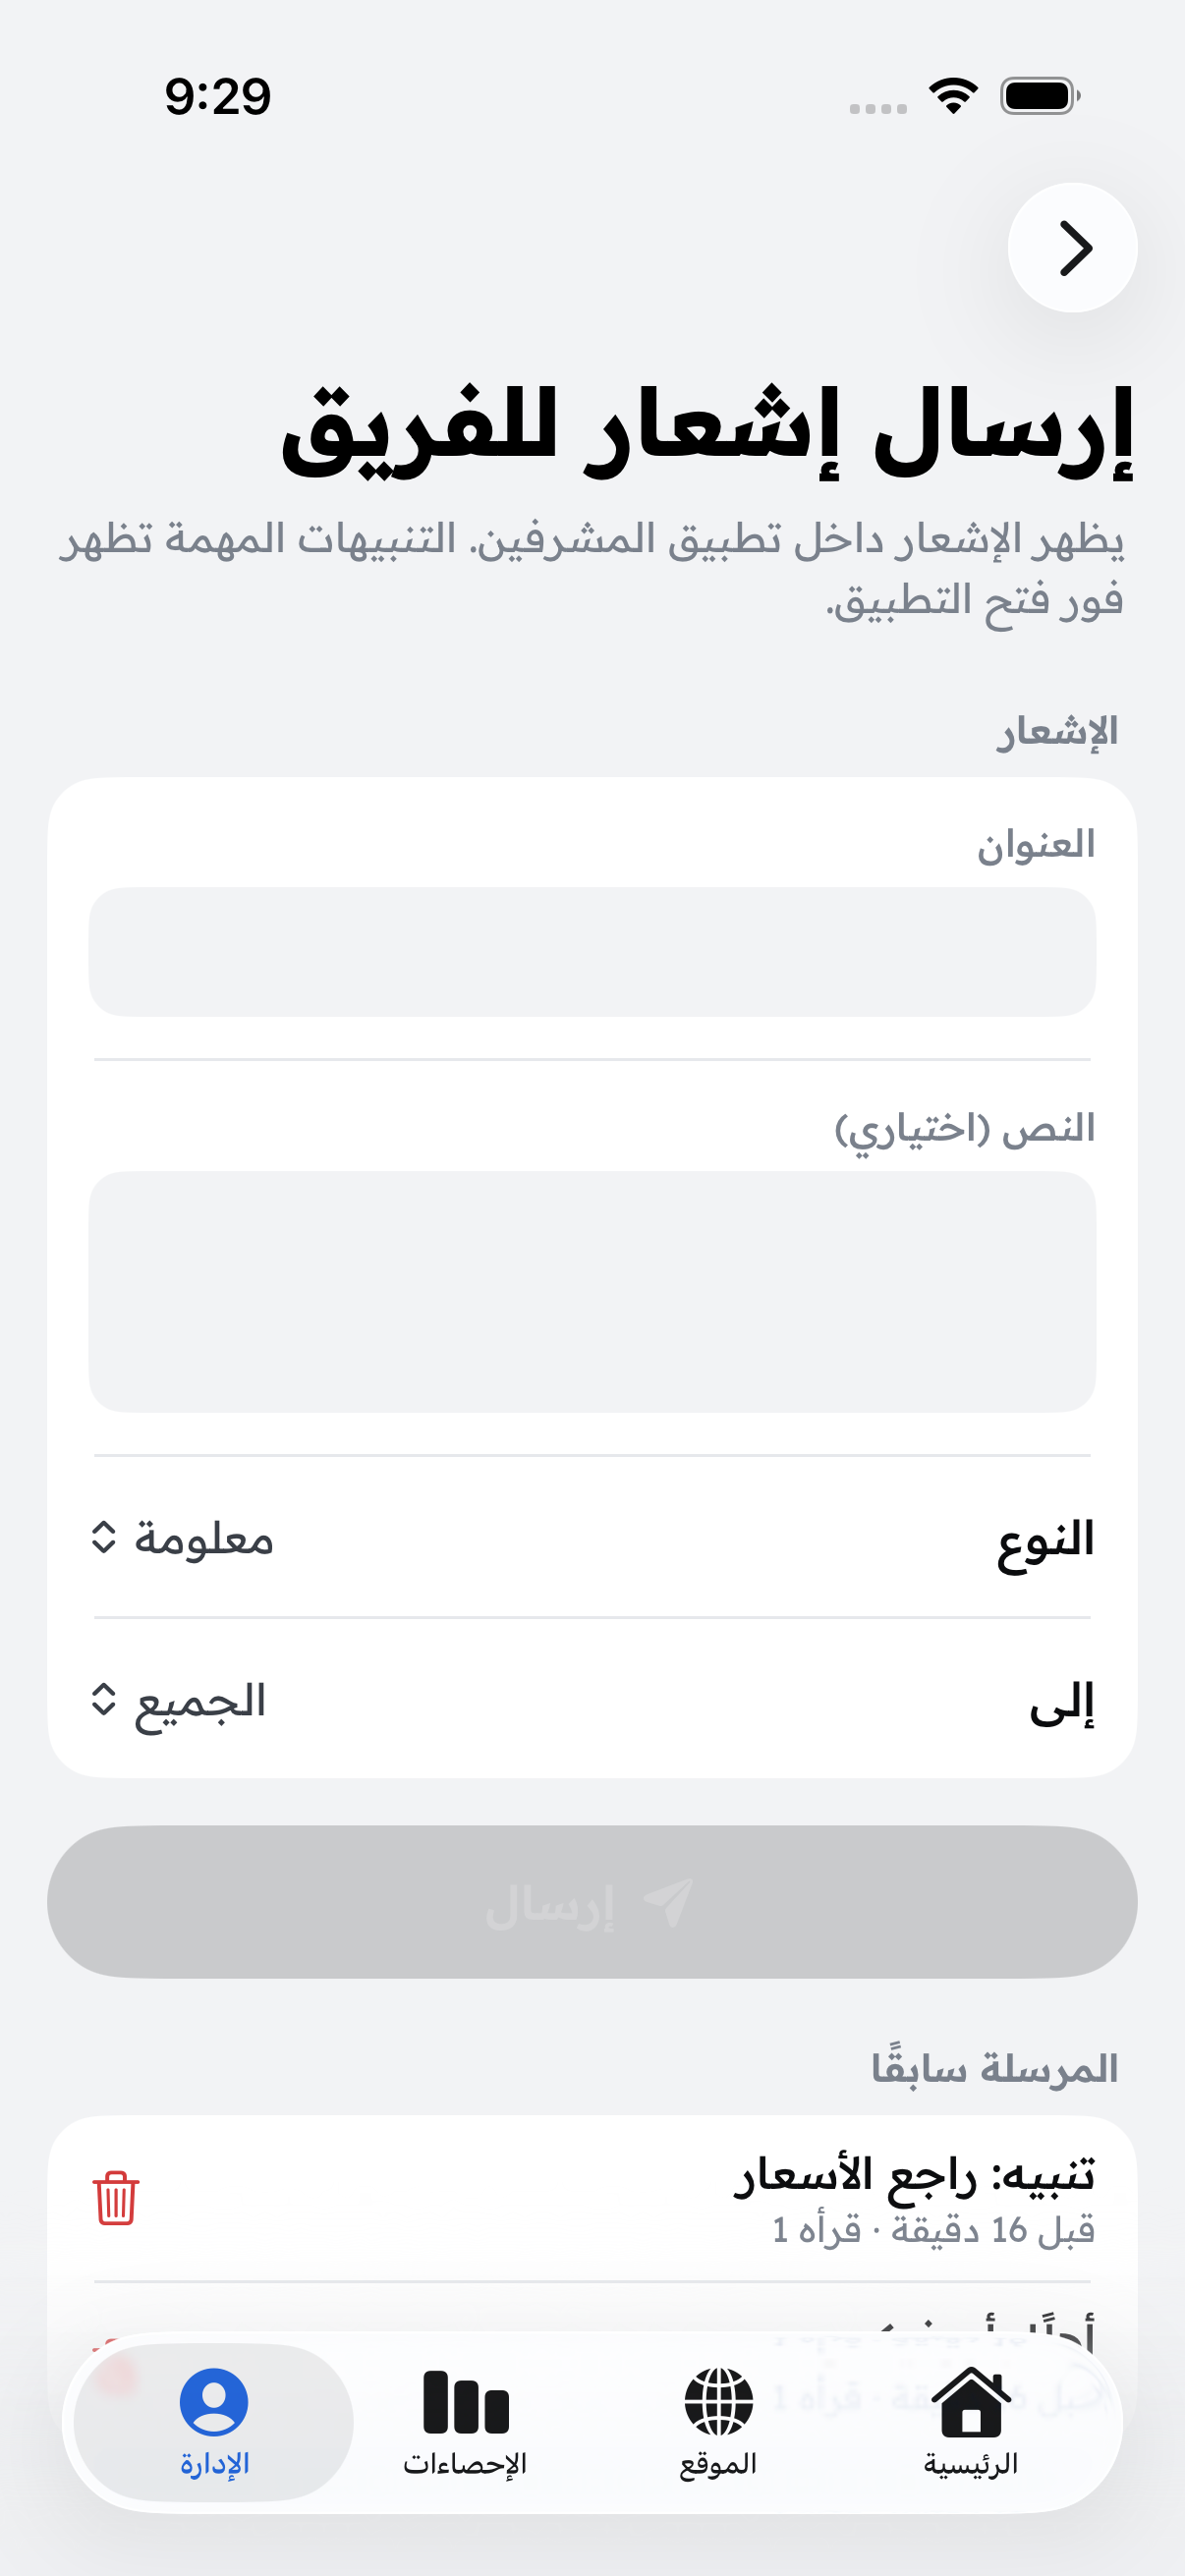 9:29
إرسال إشعار للفريق
يظهر الإشعار داخل تطبيق المشرفين. التنبيهات المهمة تظهر
فور فتح التطبيق.
الإشعار
العنوان
النص (اختياري)
النوع
معلومة
إلى
الجميع
إرسال
المرسلة سابقًا
تنبيه: راجع الأسعار
قبل 16 دقيقة · قرأه 1
الرئيسية
الموقع
الإحصاءات
الإدارة